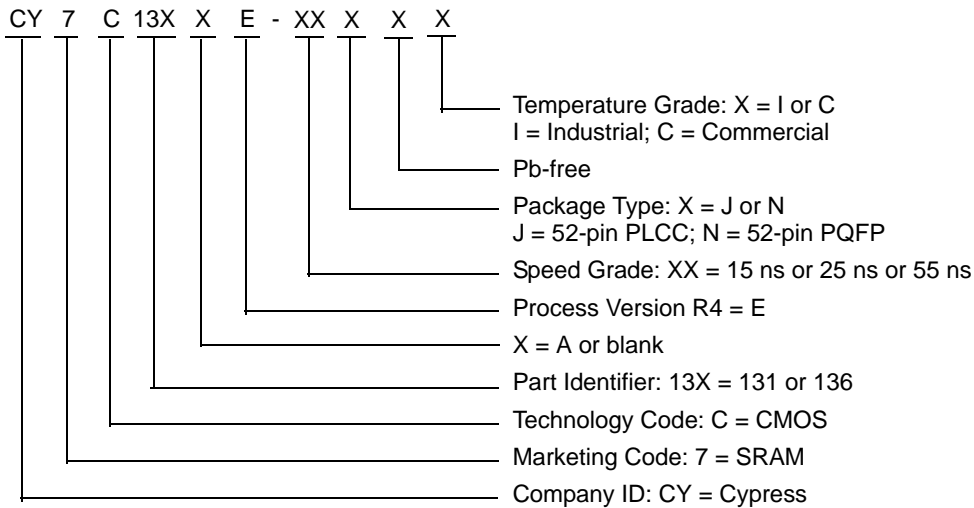 CY 7 C 13X X E - XX X X X
Temperature Grade: X = I or C
I = Industrial; C = Commercial
Pb-free
Package Type: X = J or N
J = 52-pin PLCC; N = 52-pin PQFP
Speed Grade: XX = 15 ns or 25 ns or 55 ns
Process Version R4 = E
X = A or blank
Part Identifier: 13X = 131 or 136
Technology Code: C = CMOS
Marketing Code: 7 = SRAM
Company ID: CY = Cypress